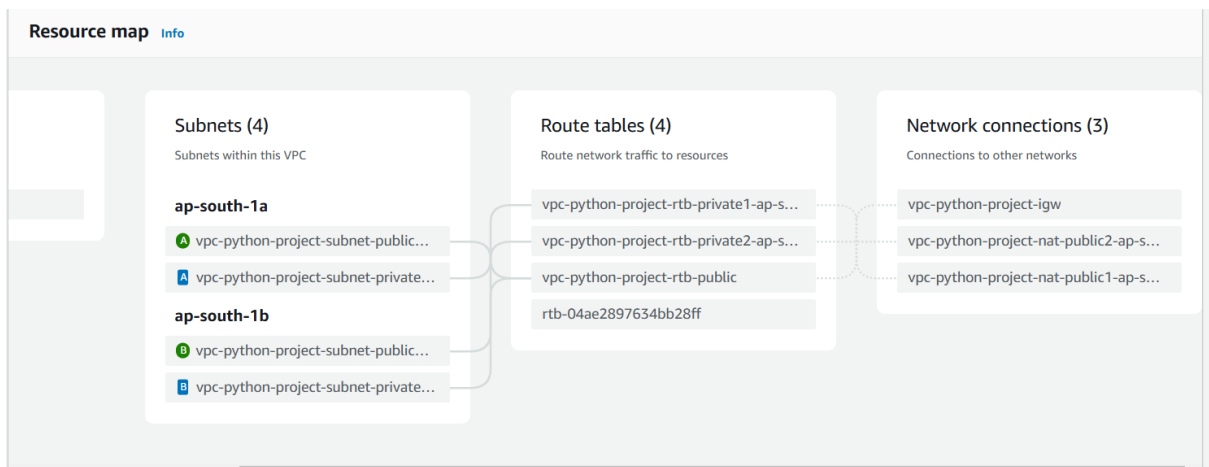 Resource map Info
Subnets (4)
Subnets within this VPC
ap-south-1a
A vpc-python-project-subnet-public...
A vpc-python-project-subnet-private...
ap-south-1b
B vpc-python-project-subnet-public...
B vpc-python-project-subnet-private...
Route tables (4)
Route network traffic to resources
vpc-python-project-rtb-private1-ap-s...
vpc-python-project-rtb-private2-ap-s...
vpc-python-project-rtb-public
rtb-04ae2897634bb28ff
Network connections (3)
Connections to other networks
vpc-python-project-igw
vpc-python-project-nat-public2-ap-s...
vpc-python-project-nat-public1-ap-s...